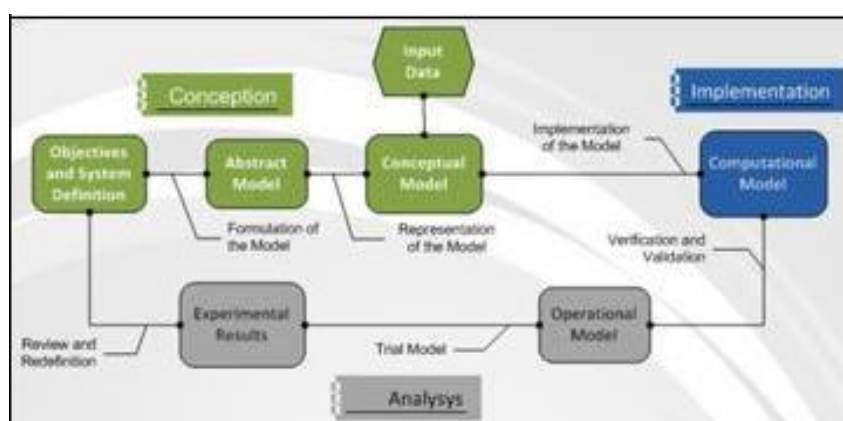 Input
Data
Conception
Implementation
Implementation
of the Model
Objectives
and System
Definition
Abstract
Model
Conceptual
Model
Computational
Model
Formulation of
the Model
Representation
of the Model
Verification and
Validation
Experimental
Results
Operational
Model
Review and
Redefinition
Trial Model
Analysys